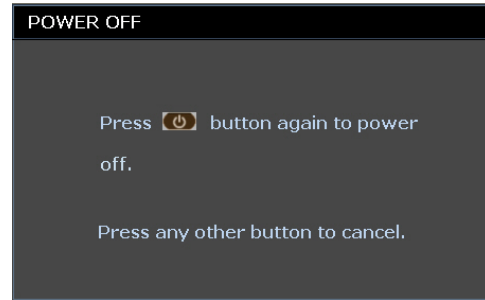 POWER OFF
Press button again to power
off.
Press any other button to cancel.